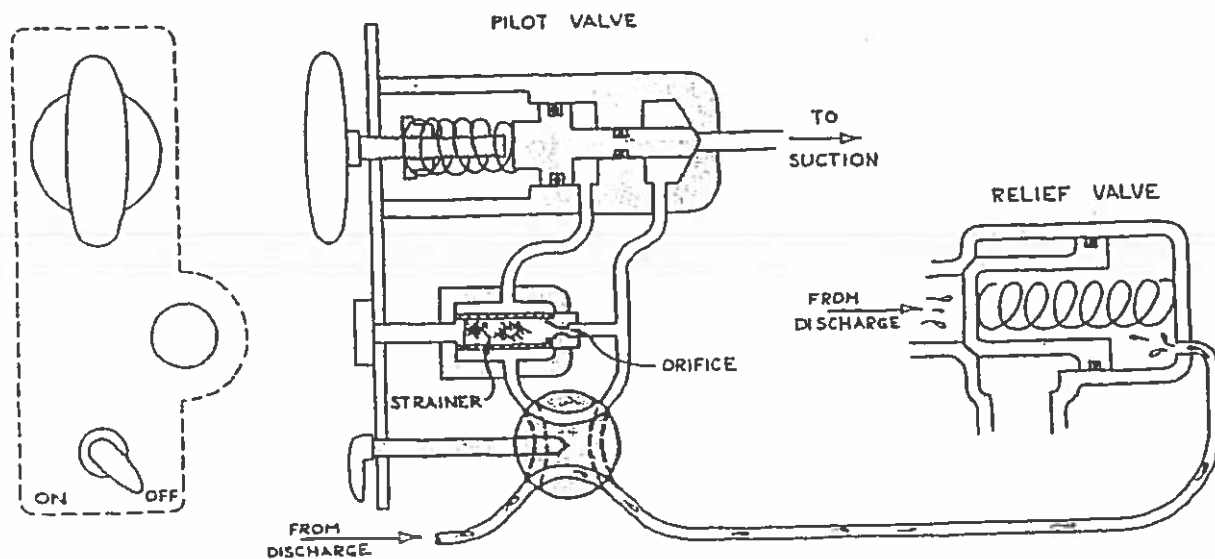 PILOT VALVE
TO
SUCTION
RELIEF VALVE
FROM
DISCHARGE
ORIFICE
STRAINER
ON
OFF
FROM
DISCHARGE